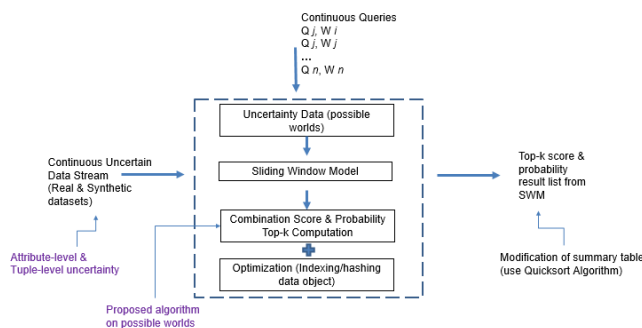 Continuous Queries
Q j, W i
Q j, W j
...
Q n, W n
Uncertainty Data (possible
worlds)
Sliding Window Model
Combination Score & Probability
Top-k Computation
Optimization (Indexing/hashing
data object)
Continuous Uncertain
Data Stream
(Real & Synthetic
datasets)
Attribute-level &
Tuple-level uncertainty
Proposed algorithm
on possible worlds
Top-k score &
probability
result list from
SWM
Modification of summary table
(use Quicksort Algorithm)